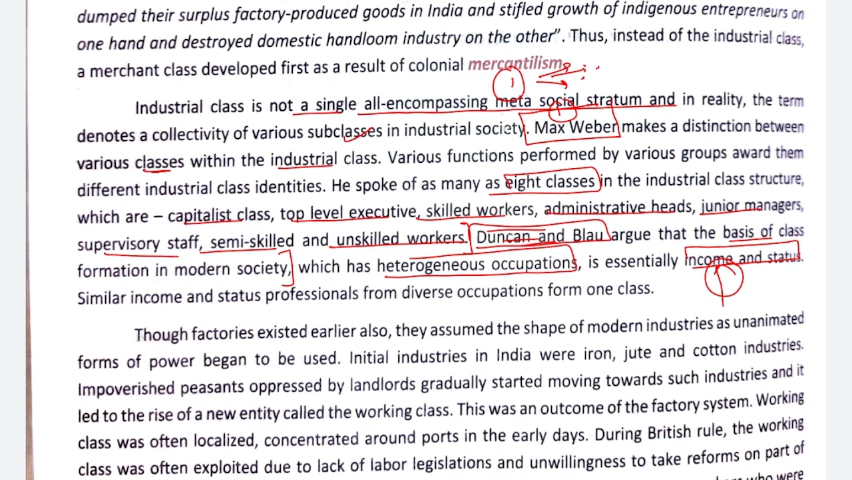 dumped their surplus factory-produced goods in India and stifled growth of indigenous entrepreneurs on
one hand and destroyed domestic handloom industry on the other". Thus, instead of the industrial class,
a merchant class developed first as a result of colonial mercantilism.
Industrial class is not a single all-encompassing meta social stratum and in reality, the term
denotes a collectivity of various subclasses in industrial society. Max Weber makes a distinction between
various classes within the industrial class. Various functions performed by various groups award them
different industrial class identities. He spoke of as many as eight classes in the industrial class structure,
which are – capitalist class, top level executive, skilled workers, administrative heads, junior managers,
supervisory staff, semi-skilled and unskilled workers. Duncan and Blau argue that the basis of class
formation in modern society, which has heterogeneous occupations, is essentially income and status.
Similar income and status professionals from diverse occupations form one class.
Though factories existed earlier also, they assumed the shape of modern industries as unanimated
forms of power began to be used. Initial industries in India were iron, jute and cotton industries.
Impoverished peasants oppressed by landlords gradually started moving towards such industries and it
led to the rise of a new entity called the working class. This was an outcome of the factory system. Working
class was often localized, concentrated around ports in the early days. During British rule, the working
class was often exploited due to lack of labor legislations and unwillingness to take reforms on part of
who were